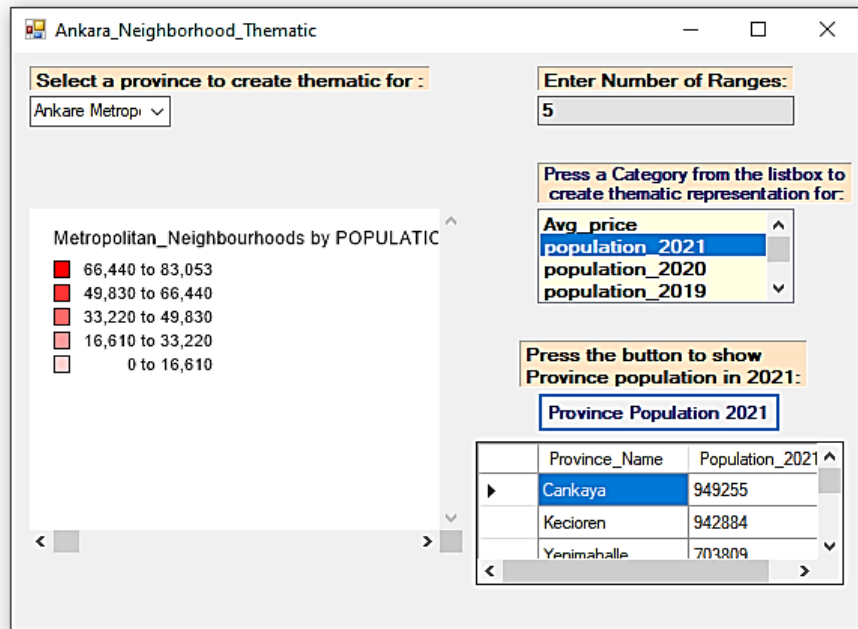 Ankara_Neighborhood_Thematic
Select a province to create thematic for :
Ankare Metrop
Enter Number of Ranges:
5
Press a Category from the listbox to
create thematic representation for:
Avg_price
population_2021
population_2020
population_2019
Metropolitan_Neighbourhoods by POPULATIO
66,440 to 83,053
49,830 to 66,440
33,220 to 49,830
16,610 to 33,220
0 to 16,610
Press the button to show
Province population in 2021:
Province Population 2021
Province_Name Population_2021
Cankaya 949255
Kecioren 942884
Yenimahalle 703809